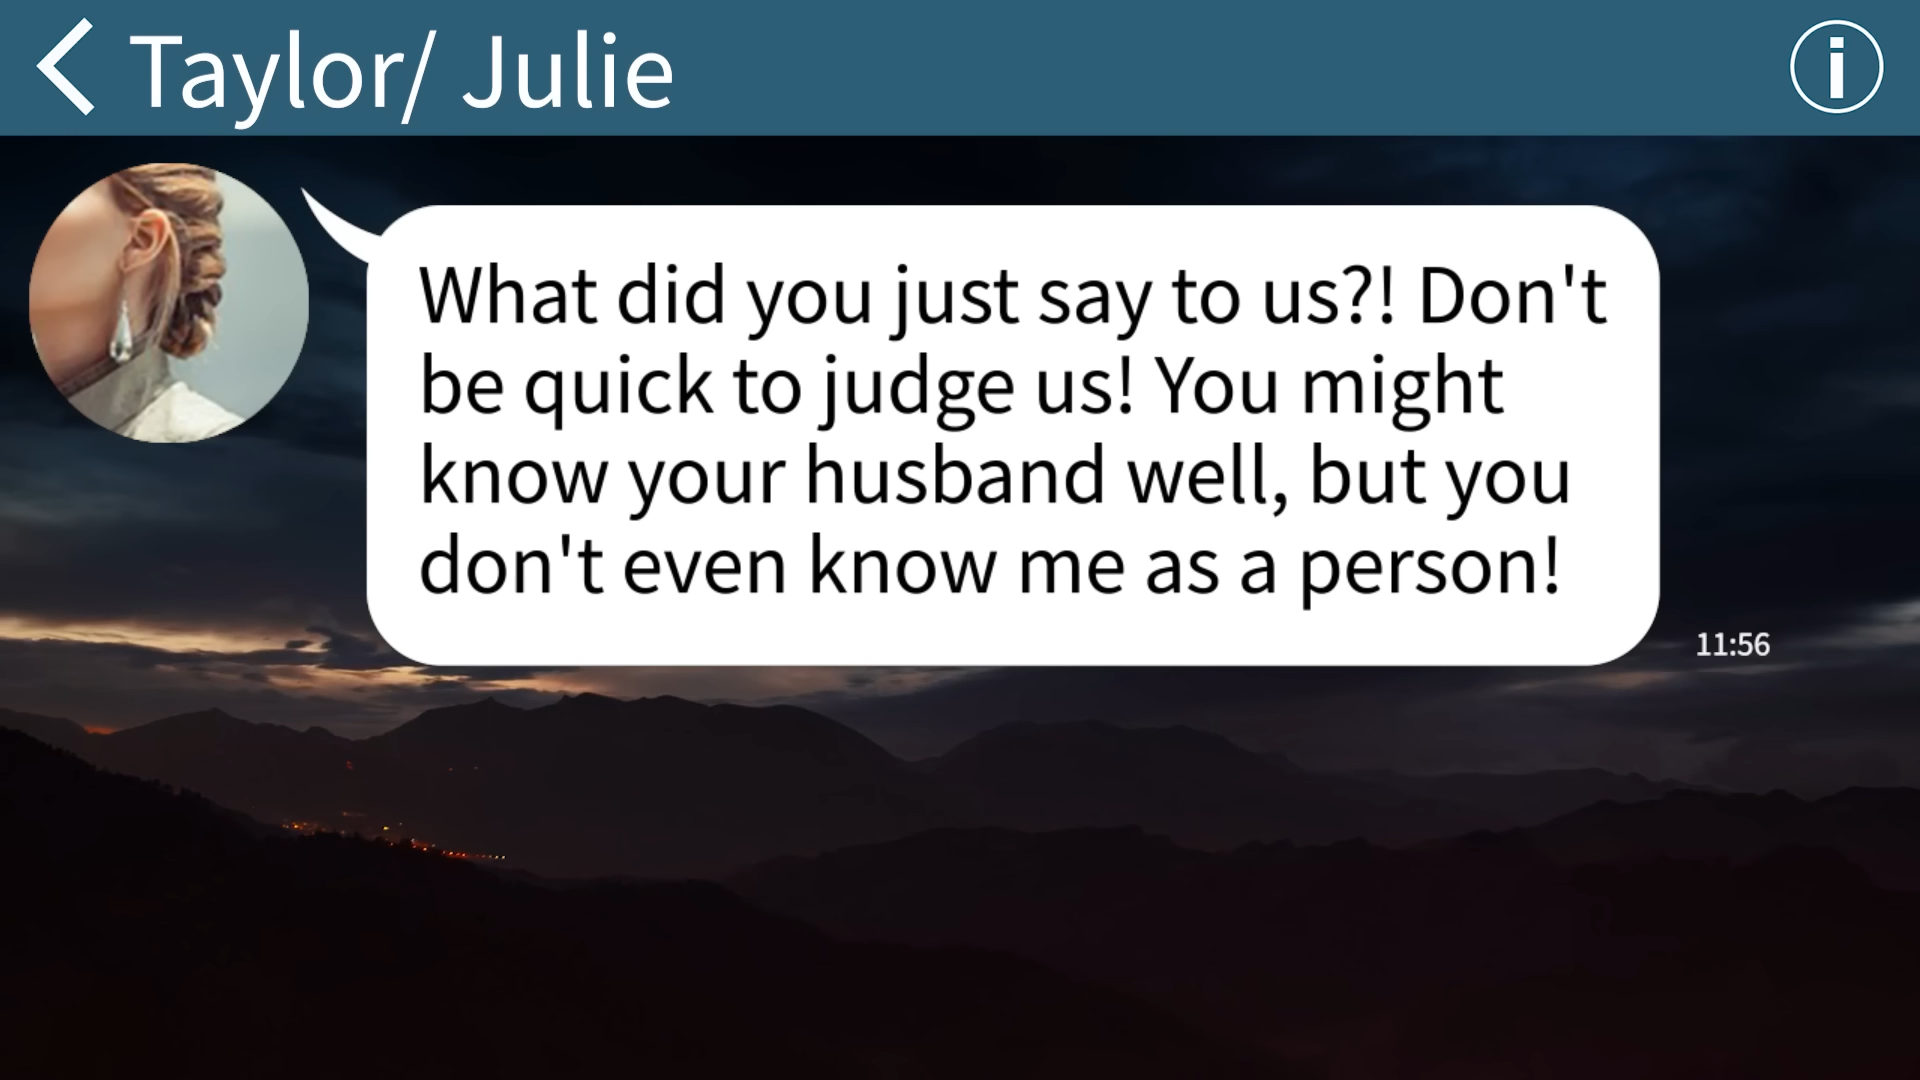 Taylor/ Julie
What did you just say to us?! Don't
be quick to judge us! You might
know your husband well, but you
don't even know me as a person!
11:56